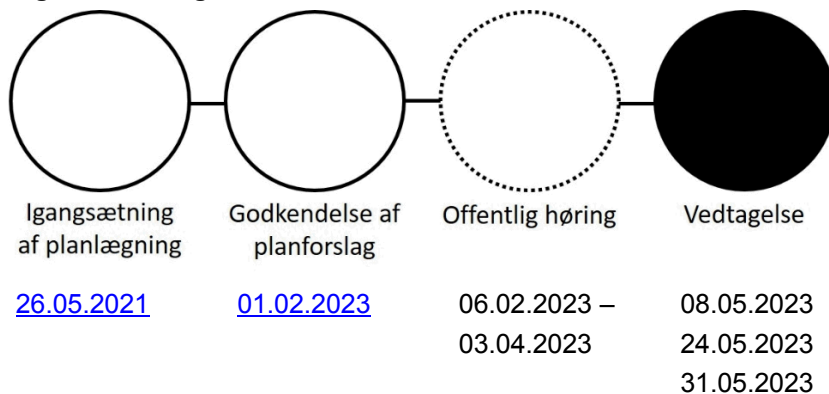 Igangsætning
af planlægning
Godkendelse af
planforslag
Offentlig høring
Vedtagelse
26.05.2021
01.02.2023
06.02.2023 –
03.04.2023
08.05.2023
24.05.2023
31.05.2023